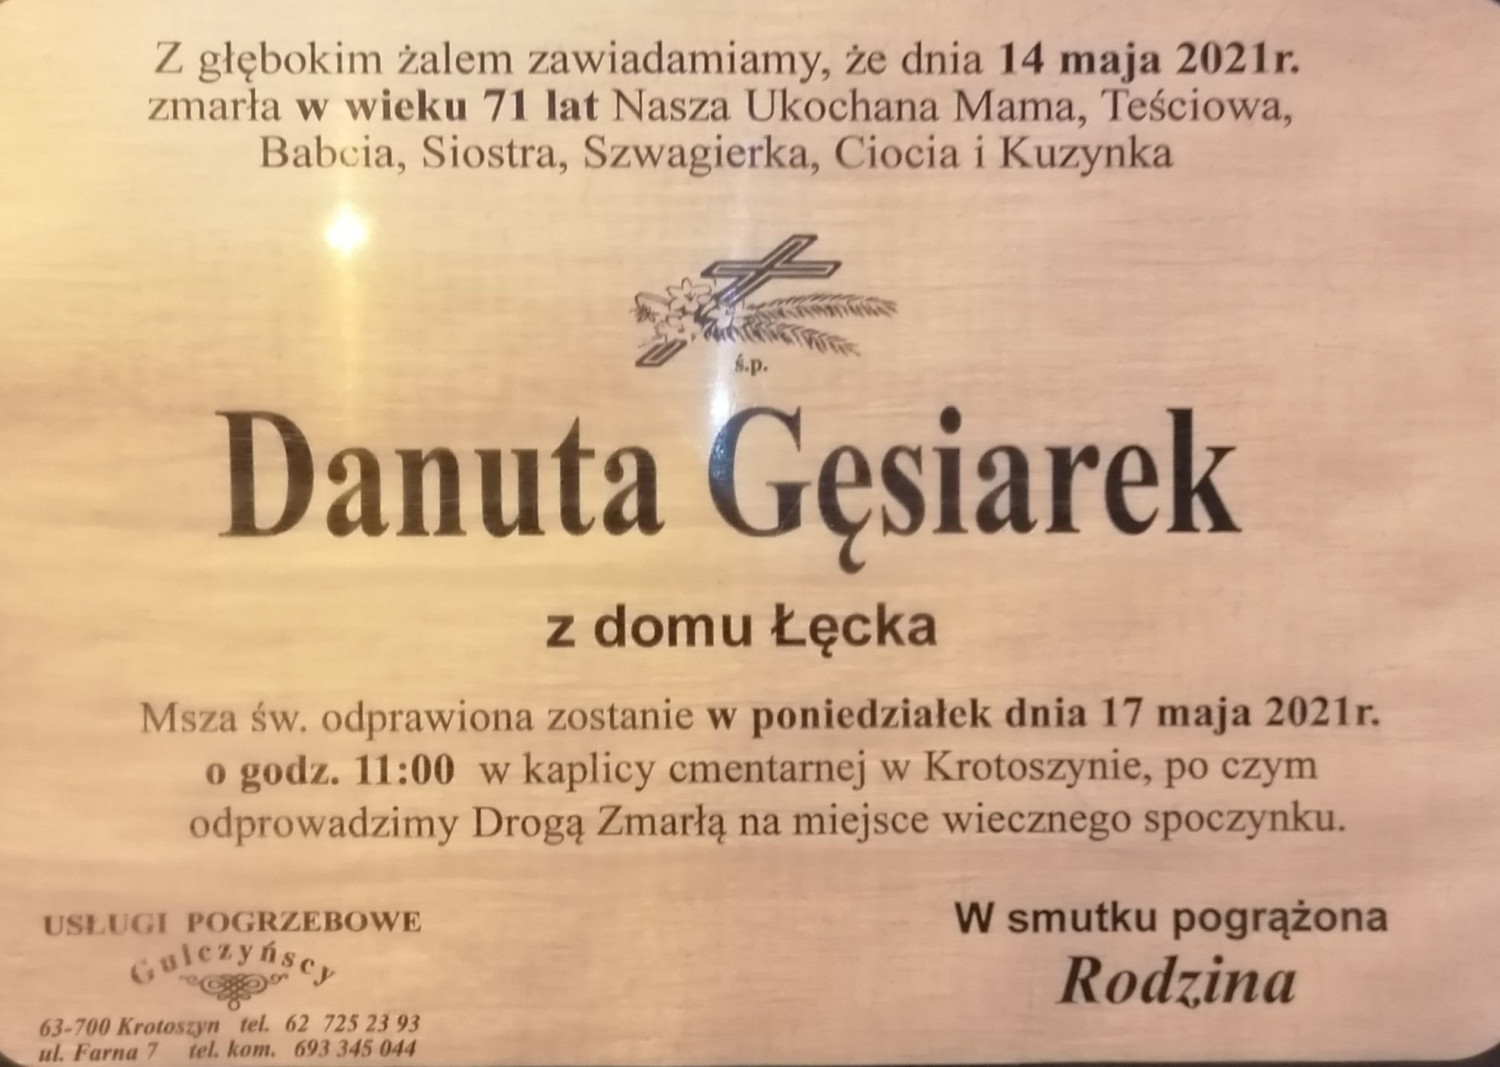 Z głębokim żalem zawiadamiamy, że dnia 14 maja 2021r.
zmarła w wieku 71 lat Nasza Ukochana Mama, Teściowa,
Babcia, Siostra, Szwagierka, Ciocia i Kuzynka
ś.p.
Danuta Gęsiarek
z domu Łęcka
Msza św. odprawiona zostanie w poniedziałek dnia 17 maja 2021r.
o godz. 11:00 w kaplicy cmentarnej w Krotoszynie, po czym
odprowadzimy Drogą Zmarłą na miejsce wiecznego spoczynku.
W smutku pogrążona
Rodzina
USŁUGI POGRZEBOWE
Gulczyńscy
63-700 Krotoszyn tel. 62 725 23 93
ul. Farna 7 tel. kom. 693 345 044